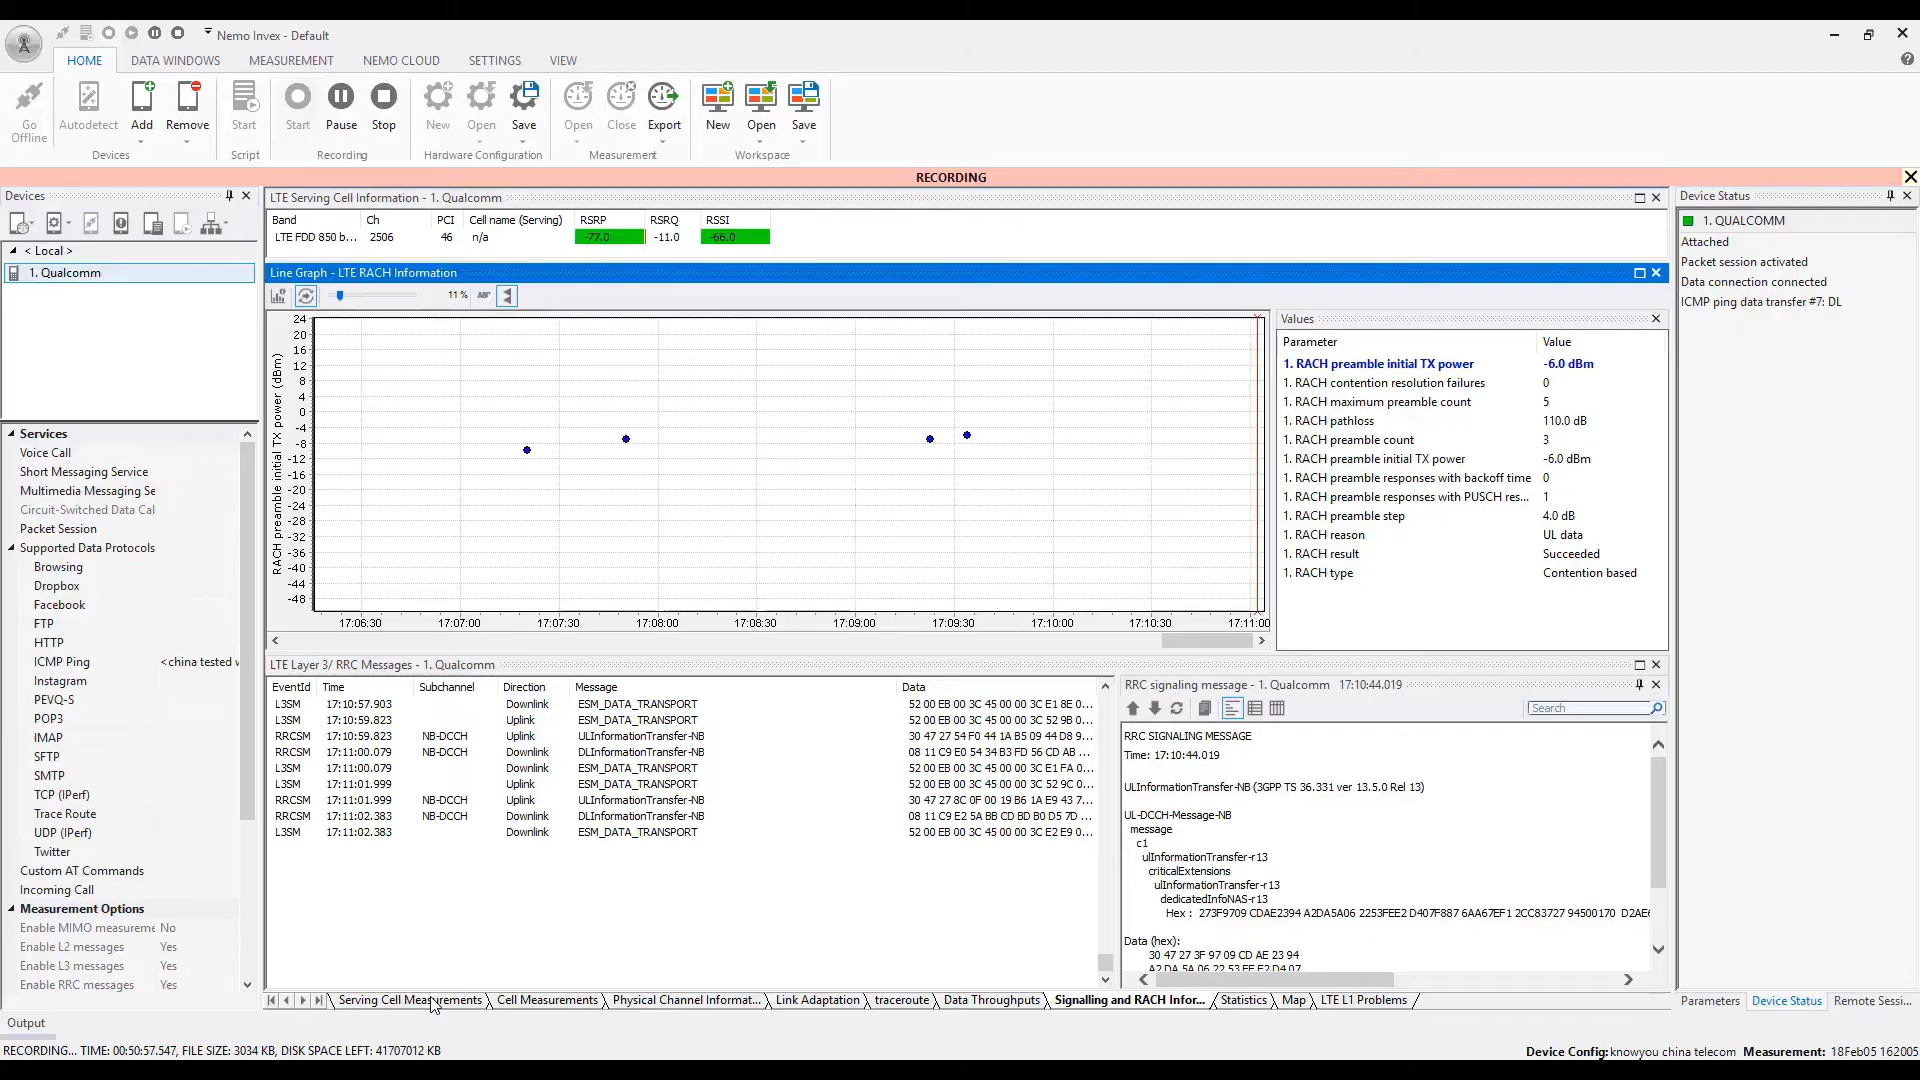 Nemo Invex - Default
HOME DATA WINDOWS MEASUREMENT NEMO CLOUD SETTINGS VIEW
Go Offline Autodetect Add Remove Start Start Pause Stop New Open Save Open Close Export New Open Save
Devices Script Recording Hardware Configuration Measurement Workspace
RECORDING
Devices
< Local >
1. Qualcomm
Services
Voice Call
Short Messaging Service
Multimedia Messaging Se
Circuit-Switched Data Cal
Packet Session
Supported Data Protocols
Browsing
Dropbox
Facebook
FTP
HTTP
ICMP Ping <china tested
Instagram
PEVQ-S
POP3
IMAP
SFTP
SMTP
TCP (IPerf)
Trace Route
UDP (IPerf)
Twitter
Custom AT Commands
Incoming Call
Measurement Options
Enable MIMO measureme No
Enable L2 messages Yes
Enable L3 messages Yes
Enable RRC messages Yes
LTE Serving Cell Information - 1. Qualcomm
Band Ch PCI Cell name (Serving) RSRP RSRQ RSSI
LTE FDD 850 b... 2506 46 n/a -77.0 -11.0 -66.0
Line Graph - LTE RACH Information
11 % ABC
RACH preamble initial TX power (dBm)
24
20
16
12
8
4
0
-4
-8
-12
-16
-20
-24
-28
-32
-36
-40
-44
-48
17:06:30 17:07:00 17:07:30 17:08:00 17:08:30 17:09:00 17:09:30 17:10:00 17:10:30 17:11:00
Values
Parameter Value
1. RACH preamble initial TX power -6.0 dBm
1. RACH contention resolution failures 0
1. RACH maximum preamble count 5
1. RACH pathloss 110.0 dB
1. RACH preamble count 3
1. RACH preamble initial TX power -6.0 dBm
1. RACH preamble responses with backoff time 0
1. RACH preamble responses with PUSCH res... 1
1. RACH preamble step 4.0 dB
1. RACH reason UL data
1. RACH result Succeeded
1. RACH type Contention based
LTE Layer 3/ RRC Messages - 1. Qualcomm
EventId Time Subchannel Direction Message Data
L3SM 17:10:57.903 Downlink ESM_DATA_TRANSPORT 52 00 EB 00 3C 45 00 00 3C E1 8E 0...
L3SM 17:10:59.823 Uplink ESM_DATA_TRANSPORT 52 00 EB 00 3C 45 00 00 3C 52 9B 0...
RRCSM 17:10:59.823 NB-DCCH Uplink ULInformationTransfer-NB 30 47 27 54 F0 44 1A B5 09 44 D8 9...
RRCSM 17:11:00.079 NB-DCCH Downlink DLInformationTransfer-NB 08 11 C9 E0 54 34 B3 FD 56 CD AB ...
L3SM 17:11:00.079 Downlink ESM_DATA_TRANSPORT 52 00 EB 00 3C 45 00 00 3C E1 FA 0...
L3SM 17:11:01.999 Uplink ESM_DATA_TRANSPORT 52 00 EB 00 3C 45 00 00 3C 52 9C 0...
RRCSM 17:11:01.999 NB-DCCH Uplink ULInformationTransfer-NB 30 47 27 8C 0F 00 19 B6 1A E9 43 7...
RRCSM 17:11:02.383 NB-DCCH Downlink DLInformationTransfer-NB 08 11 C9 E2 5A BB CD BD B0 D5 7D ...
L3SM 17:11:02.383 Downlink ESM_DATA_TRANSPORT 52 00 EB 00 3C 45 00 00 3C E2 E9 0...
RRC signaling message - 1. Qualcomm 17:10:44.019
Search
RRC SIGNALING MESSAGE
Time: 17:10:44.019
ULInformationTransfer-NB (3GPP TS 36.331 ver 13.5.0 Rel 13)
UL-DCCH-Message-NB
message
c1
ulInformationTransfer-r13
criticalExtensions
ulInformationTransfer-r13
dedicatedInfoNAS-r13
Hex : 273F9709 CDAE2394 A2DA5A06 2253FEE2 D407F887 6AA67EF1 2CC83727 94500170 D2AE6
Data (hex):
30 47 27 3F 97 09 CD AE 23 94
A2 DA 5A 06 22 53 FE E2 D4 07
Serving Cell Measurements Cell Measurements Physical Channel Informat... Link Adaptation traceroute Data Throughputs Signalling and RACH Infor... Statistics Map LTE L1 Problems
Device Status
1. QUALCOMM
Attached
Packet session activated
Data connection connected
ICMP ping data transfer #7: DL
Parameters Device Status Remote Sessi...
Output
RECORDING... TIME: 00:50:57.547, FILE SIZE: 3034 KB, DISK SPACE LEFT: 41707012 KB
Device Config: knowyou china telecom Measurement: 18Feb05 162005